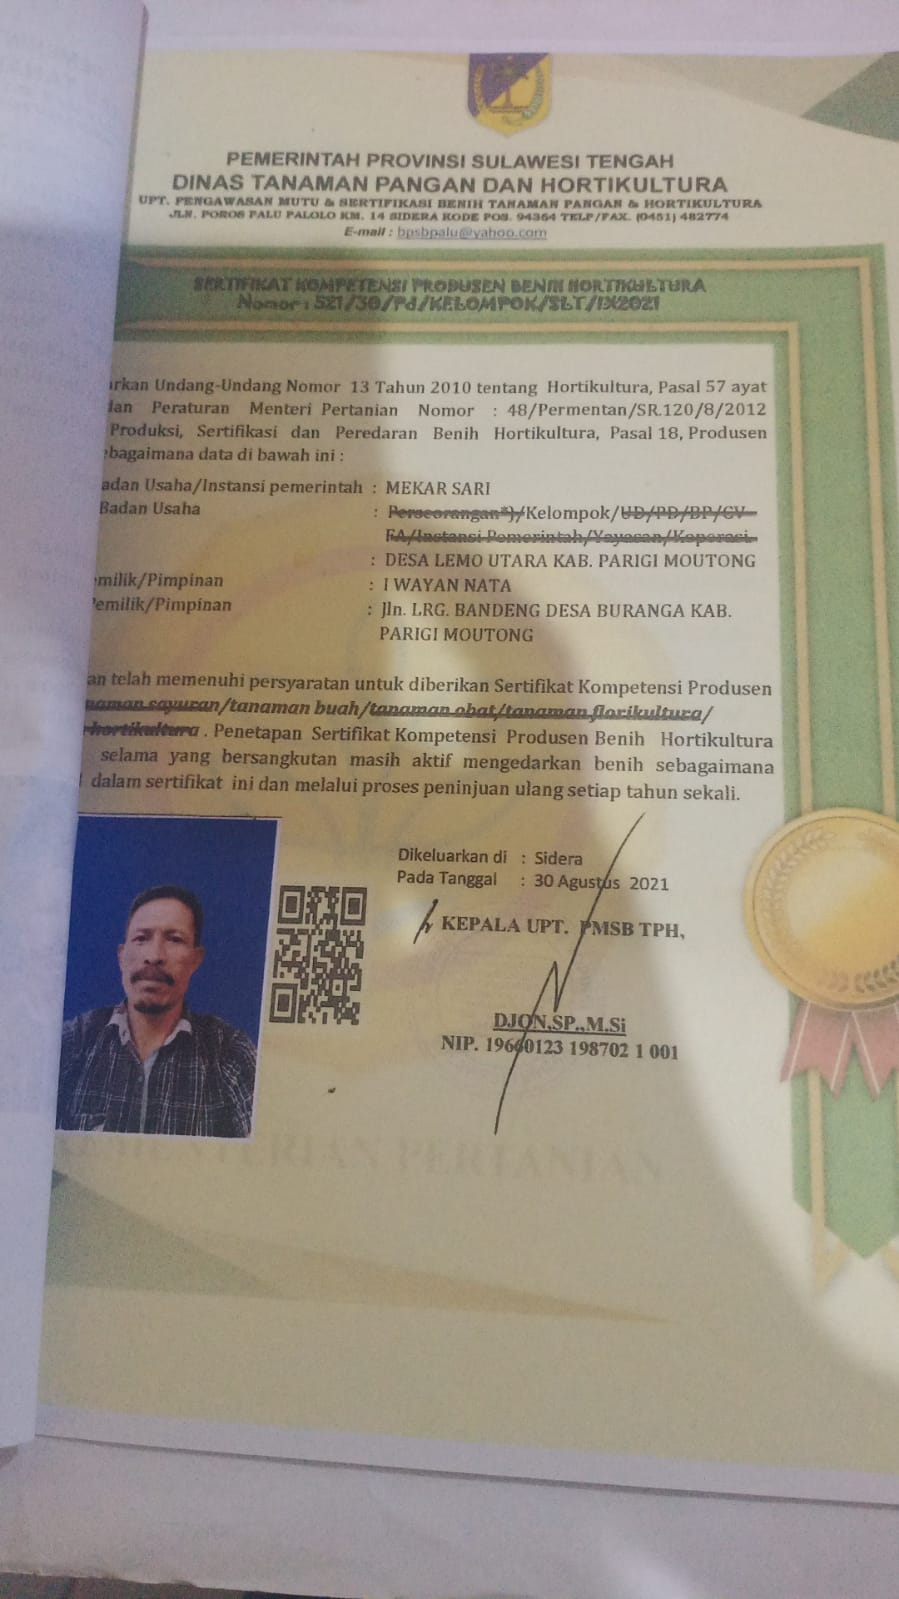 PEMERINTAH PROVINSI SULAWESI TENGAH
DINAS TANAMAN PANGAN DAN HORTIKULTURA
UPT. PENGAWASAN MUTU & SERTIFIKASI BENIH TANAMAN PANGAN & HORTIKULTURA
JLN. POROS PALU PALOLO KM. 14 SIDERA KODE POS. 94364 TELP/FAX. (0451) 482774
E-mail : bpsbpalu@yahoo.com
SERTIFIKAT KOMPETENSI PRODUSEN BENIH HORTIKULTURA
Nomor : 521/30/Pd/KELOMPOK/SLT/IX2021
arkan Undang-Undang Nomor 13 Tahun 2010 tentang Hortikultura, Pasal 57 ayat
dan Peraturan Menteri Pertanian Nomor : 48/Permentan/SR.120/8/2012
Produksi, Sertifikasi dan Peredaran Benih Hortikultura, Pasal 18, Produsen
ebagaimana data di bawah ini :
adan Usaha/Instansi pemerintah : MEKAR SARI
Badan Usaha : Perseorangan*)/Kelompok/UD/PD/BP/CV
FA/Instansi Pemerintah/Yayasan/Koperasi.
: DESA LEMO UTARA KAB. PARIGI MOUTONG
emilik/Pimpinan : I WAYAN NATA
Pemilik/Pimpinan : Jln. LRG. BANDENG DESA BURANGA KAB.
PARIGI MOUTONG
an telah memenuhi persyaratan untuk diberikan Sertifikat Kompetensi Produsen
naman sayuran/tanaman buah/tanaman obat/tanaman florikultura/
hortikultura . Penetapan Sertifikat Kompetensi Produsen Benih Hortikultura
selama yang bersangkutan masih aktif mengedarkan benih sebagaimana
dalam sertifikat ini dan melalui proses peninjuan ulang setiap tahun sekali.
Dikeluarkan di : Sidera
Pada Tanggal : 30 Agustus 2021
KEPALA UPT. PMSB TPH,
DJON,SP.,M.Si
NIP. 19660123 198702 1 001
KEMENTERIAN PERTANIAN